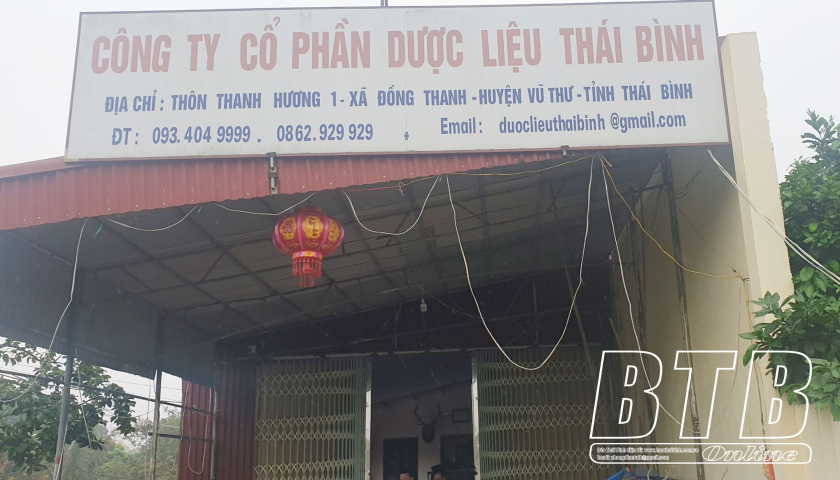 CÔNG TY CỔ PHẦN DƯỢC LIỆU THÁI BÌNH
ĐỊA CHỈ : THÔN THANH HƯƠNG 1 - XÃ ĐỒNG THANH - HUYỆN VŨ THƯ - TỈNH THÁI BÌNH
ĐT : 093.404 9999 . 0862.929 929 * Email : duoclieuthaibinh @gmail.com
BTB
Online